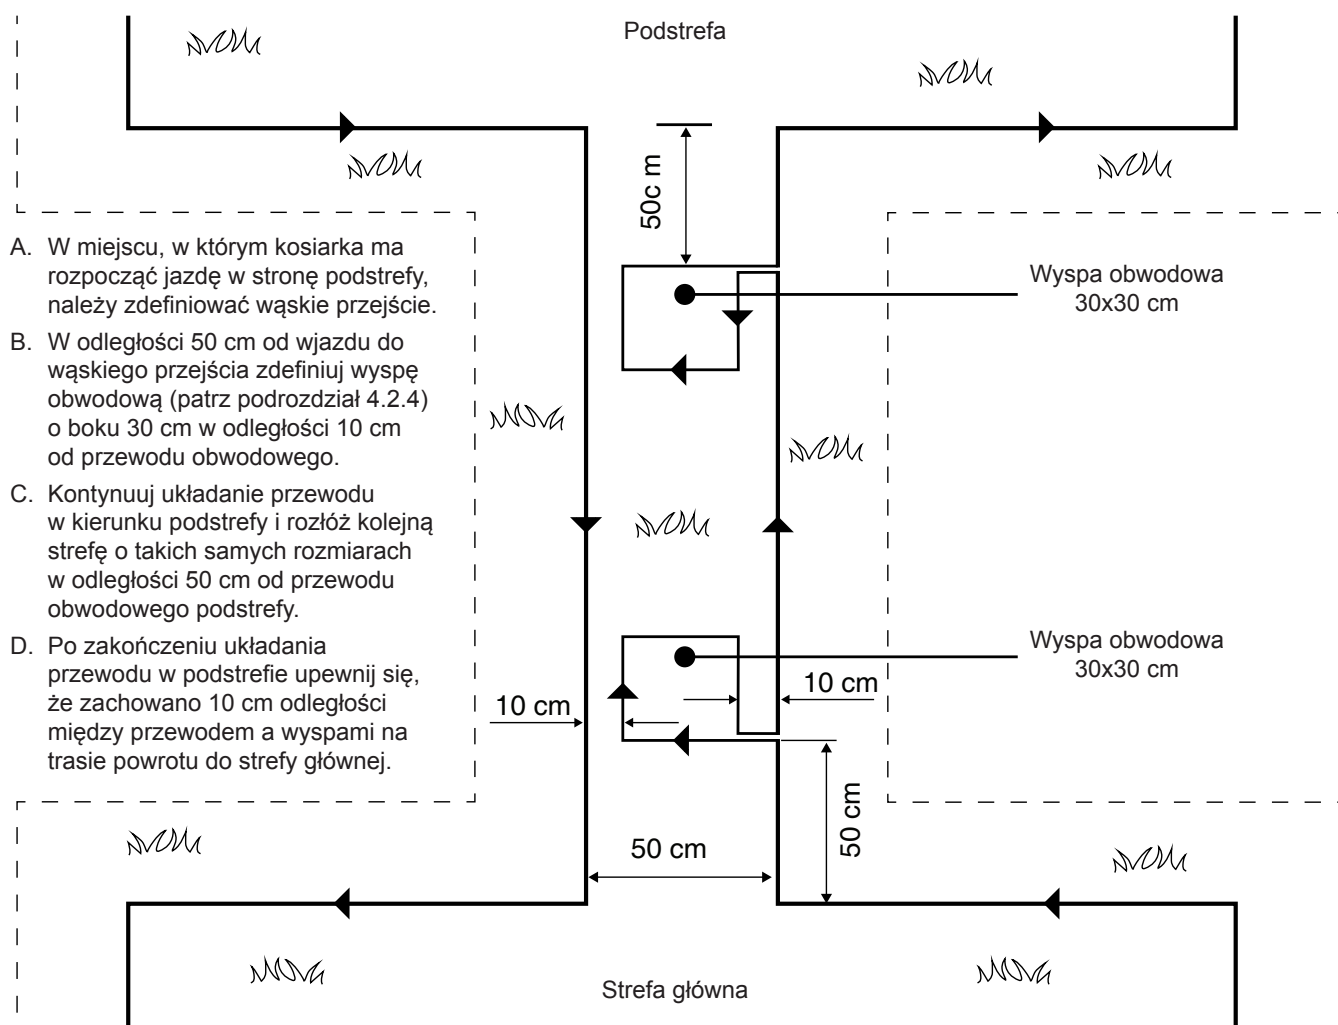 Podstrefa
50c m
A. W miejscu, w którym kosiarka ma
rozpocząć jazdę w stronę podstrefy,
należy zdefiniować wąskie przejście.
B. W odległości 50 cm od wjazdu do
wąskiego przejścia zdefiniuj wyspę
obwodową (patrz podrozdział 4.2.4)
o boku 30 cm w odległości 10 cm
od przewodu obwodowego.
C. Kontynuuj układanie przewodu
w kierunku podstrefy i rozłóż kolejną
strefę o takich samych rozmiarach
w odległości 50 cm od przewodu
obwodowego podstrefy.
D. Po zakończeniu układania
przewodu w podstrefie upewnij się,
że zachowano 10 cm odległości
między przewodem a wyspami na
trasie powrotu do strefy głównej.
Wyspa obwodowa
30x30 cm
Wyspa obwodowa
30x30 cm
10 cm
10 cm
50 cm
50 cm
Strefa główna